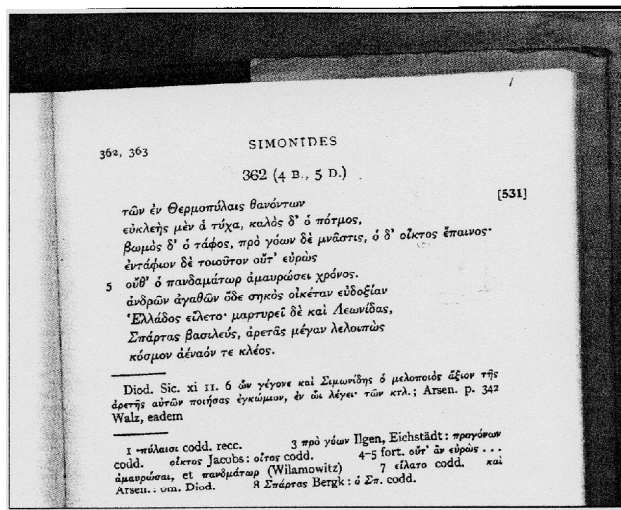 362, 363
SIMONIDES
362 (4 B., 5 D.)
[531]
τῶν ἐν Θερμοπύλαις θανόντων
εὐκλεὴς μὲν ἁ τύχα, καλὸς δ' ὁ πότμος,
βωμὸς δ' ὁ τάφος, πρὸ γόων δὲ μνᾶστις, ὁ δ' οἶκτος ἔπαινος·
ἐντάφιον δὲ τοιοῦτον οὔτ' εὐρὼς
5 οὔθ' ὁ πανδαμάτωρ ἀμαυρώσει χρόνος.
ἀνδρῶν ἀγαθῶν ὅδε σηκὸς οἰκέταν εὐδοξίαν
Ἑλλάδος εἵλετο· μαρτυρεῖ δὲ καὶ Λεωνίδας,
Σπάρτας βασιλεύς, ἀρετᾶς μέγαν λελοιπὼς
κόσμον ἀέναόν τε κλέος.
Diod. Sic. xi 11. 6 ὧν γέγονε καὶ Σιμωνίδης ὁ μελοποιὸς ἄξιον τῆς
ἀρετῆς αὐτῶν ποιήσας ἐγκώμιον, ἐν ὧι λέγει· τῶν κτλ.; Arsen. p. 342
Walz, eadem
1 -πύλαισι codd. recc. 3 πρὸ γόων Ilgen, Eichstädt: προγόνων
codd. οἶκτος Jacobs: οἶτος codd. 4-5 fort. οὔτ' ἂν εὐρὼς . . .
ἀμαυρώσαι, et πανδμάτωρ (Wilamowitz) 7 εἵλατο codd. καὶ
Arsen.: om. Diod. 8 Σπάρτας Bergk: ὁ Σπ. codd.